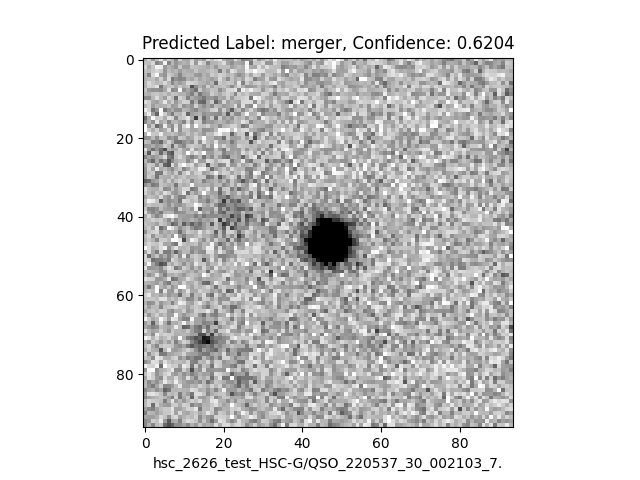 Predicted Label: merger, Confidence: 0.6204
0
20
40
60
80
0 20 40 60 80
hsc_2626_test_HSC-G/QSO_220537_30_002103_7.